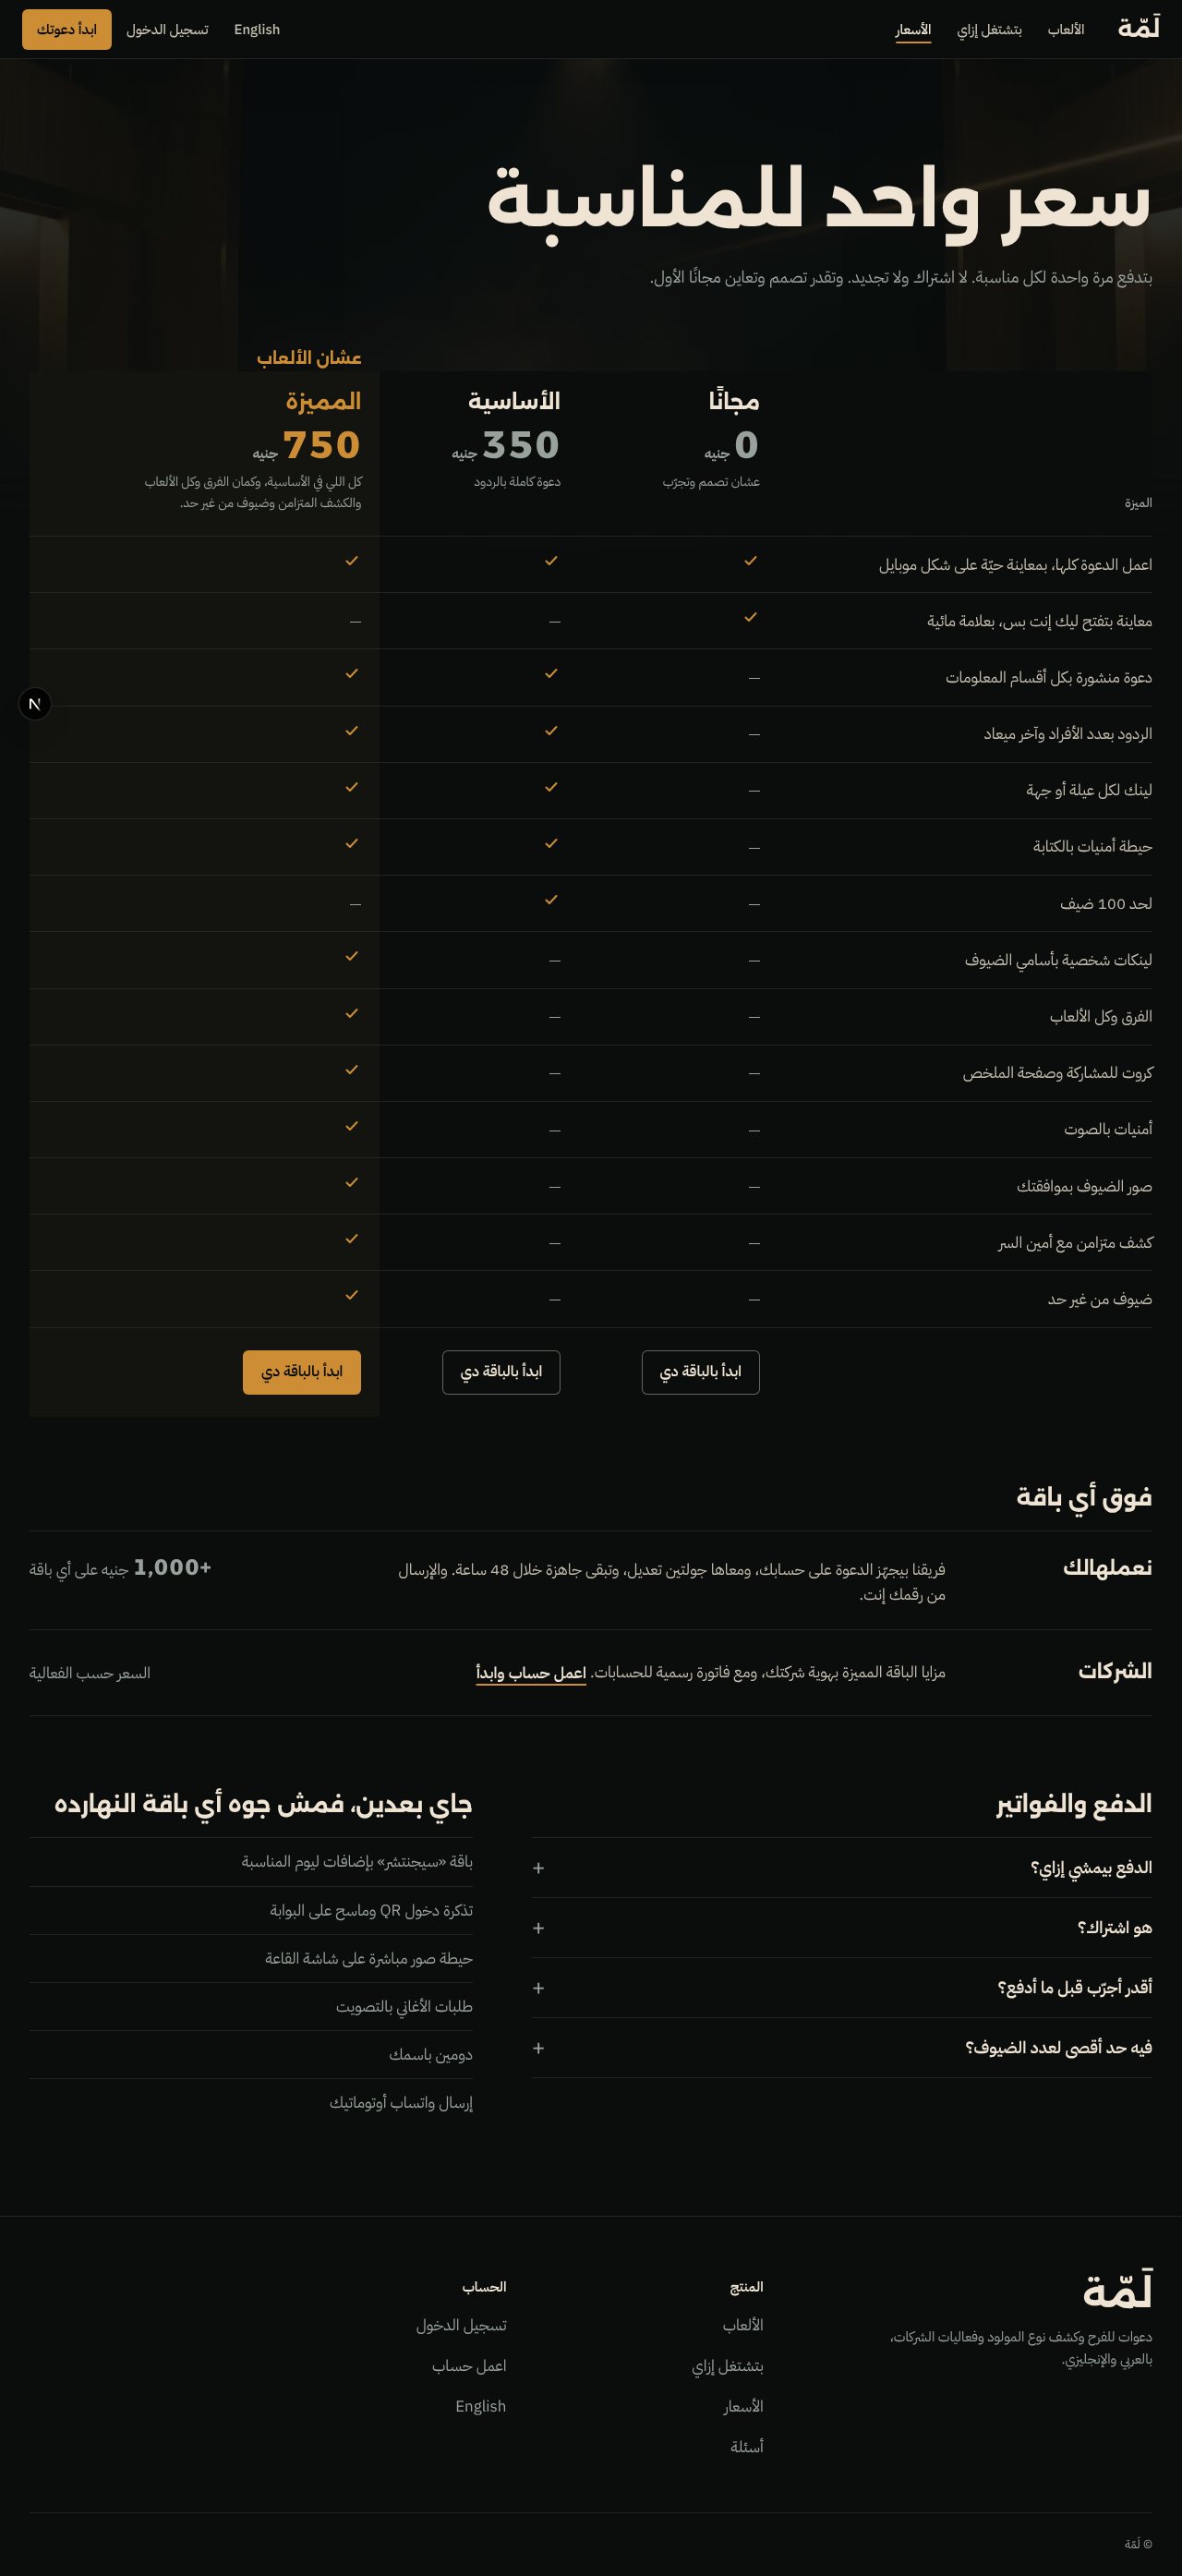 لَمّة
الألعاب
بتشتغل إزاي
الأسعار
English
تسجيل الدخول
ابدأ دعوتك
سعر واحد للمناسبة
بتدفع مرة واحدة لكل مناسبة. لا اشتراك ولا تجديد. وتقدر تصمم وتعاين مجانًا الأول.
عشان الألعاب
الميزة
مجانًا
0 جنيه
عشان تصمم وتجرّب
الأساسية
350 جنيه
دعوة كاملة بالردود
المميزة
750 جنيه
كل اللي في الأساسية، وكمان الفرق وكل الألعاب
والكشف المتزامن وضيوف من غير حد.
اعمل الدعوة كلها، بمعاينة حيّة على شكل موبايل ✓ ✓ ✓
معاينة بتفتح ليك إنت بس، بعلامة مائية ✓ — —
دعوة منشورة بكل أقسام المعلومات — ✓ ✓
الردود بعدد الأفراد وآخر ميعاد — ✓ ✓
لينك لكل عيلة أو جهة — ✓ ✓
حيطة أمنيات بالكتابة — ✓ ✓
لحد 100 ضيف — ✓ —
لينكات شخصية بأسامي الضيوف — — ✓
الفرق وكل الألعاب — — ✓
كروت للمشاركة وصفحة الملخص — — ✓
أمنيات بالصوت — — ✓
صور الضيوف بموافقتك — — ✓
كشف متزامن مع أمين السر — — ✓
ضيوف من غير حد — — ✓
ابدأ بالباقة دي
ابدأ بالباقة دي
ابدأ بالباقة دي
N
فوق أي باقة
نعملهالك
فريقنا بيجهّز الدعوة على حسابك، ومعاها جولتين تعديل، وتبقى جاهزة خلال 48 ساعة. والإرسال
من رقمك إنت.
+1,000 جنيه على أي باقة
الشركات
مزايا الباقة المميزة بهوية شركتك، ومع فاتورة رسمية للحسابات. اعمل حساب وابدأ
السعر حسب الفعالية
الدفع والفواتير
الدفع بيمشي إزاي؟ +
هو اشتراك؟ +
أقدر أجرّب قبل ما أدفع؟ +
فيه حد أقصى لعدد الضيوف؟ +
جاي بعدين، فمش جوه أي باقة النهارده
باقة «سيجنتشر» بإضافات ليوم المناسبة
تذكرة دخول QR وماسح على البوابة
حيطة صور مباشرة على شاشة القاعة
طلبات الأغاني بالتصويت
دومين باسمك
إرسال واتساب أوتوماتيك
لَمّة
دعوات للفرح وكشف نوع المولود وفعاليات الشركات،
بالعربي والإنجليزي.
المنتج
الألعاب
بتشتغل إزاي
الأسعار
أسئلة
الحساب
تسجيل الدخول
اعمل حساب
English
© لَمّة